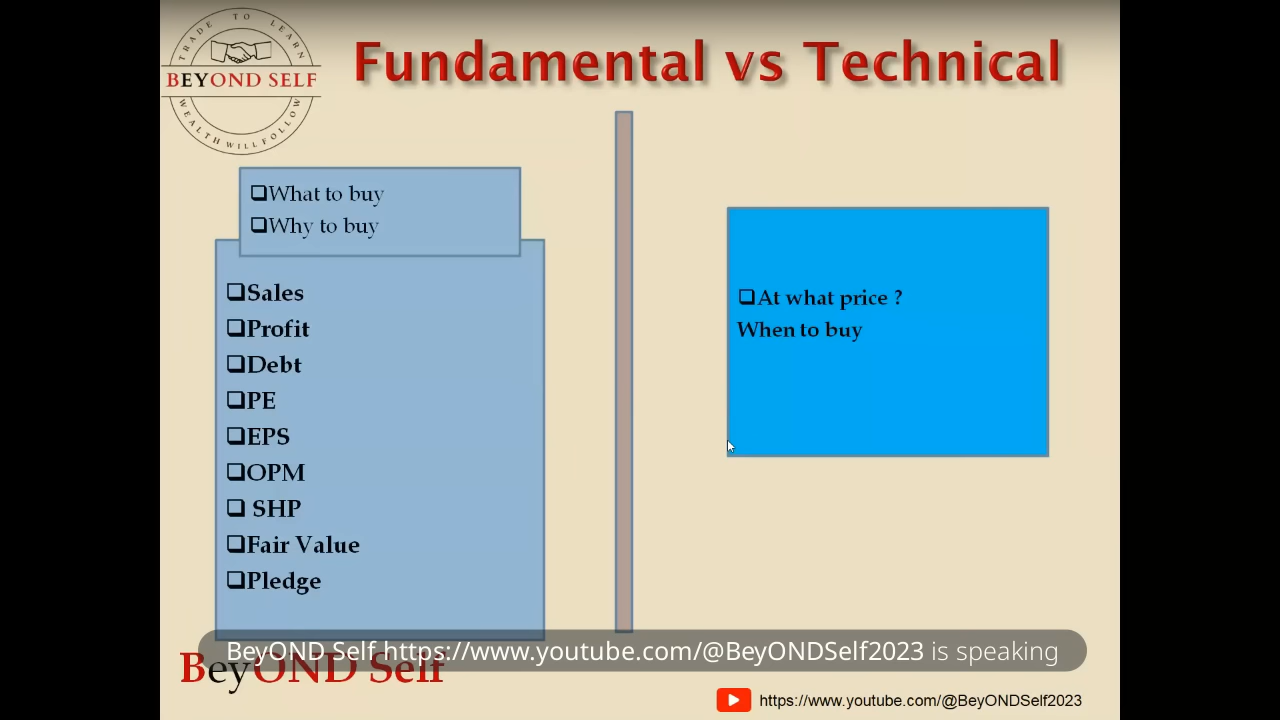 TRADE TO LEARN
BEYOND SELF
WEALTH WILL FOLLOW
Fundamental vs Technical
❑What to buy
❑Why to buy
❑Sales
❑Profit
❑Debt
❑PE
❑EPS
❑OPM
❑ SHP
❑Fair Value
❑Pledge
❑At what price ?
When to buy
BeyOND Self https://www.youtube.com/@BeyONDSelf2023 is speaking
BeyOND Self
https://www.youtube.com/@BeyONDSelf2023